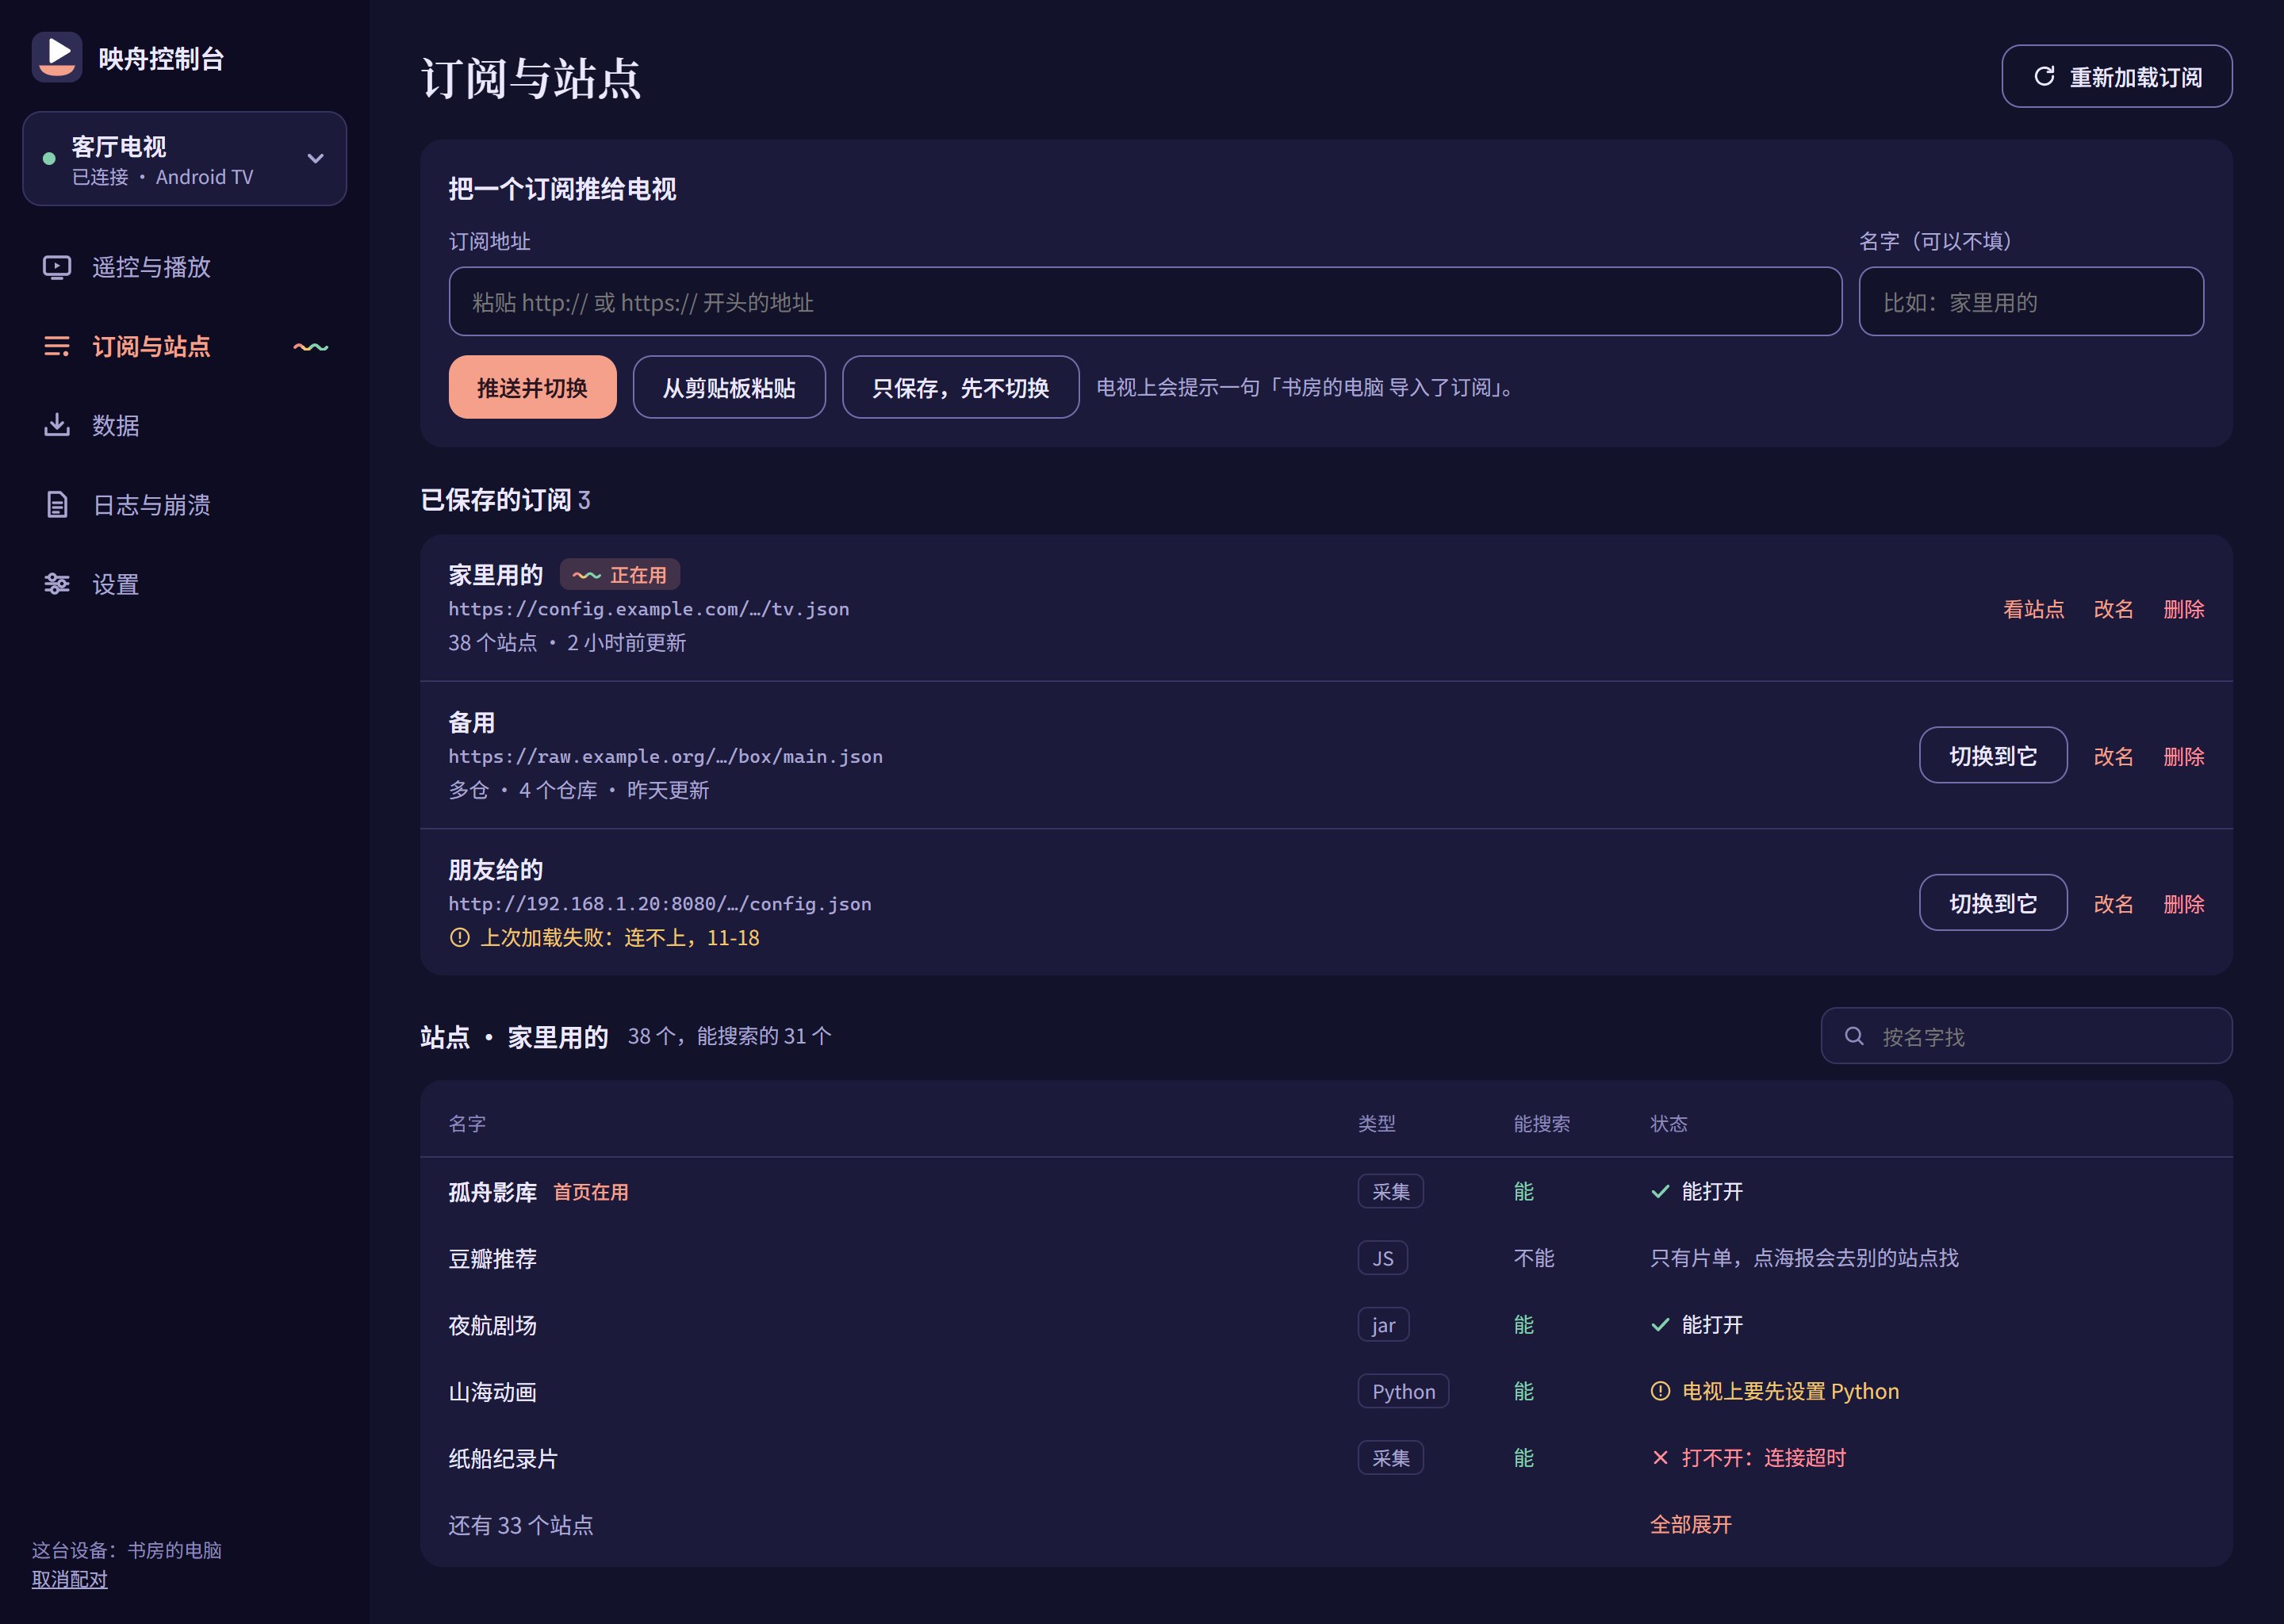 映舟控制台
客厅电视
已连接 · Android TV
遥控与播放
订阅与站点
数据
日志与崩溃
设置
这台设备：书房的电脑
取消配对
订阅与站点
重新加载订阅
把一个订阅推给电视
订阅地址
名字（可以不填）
粘贴 http:// 或 https:// 开头的地址
比如：家里用的
推送并切换
从剪贴板粘贴
只保存，先不切换
电视上会提示一句「书房的电脑 导入了订阅」。
已保存的订阅 3
家里用的 正在用
https://config.example.com/…/tv.json
38 个站点 · 2 小时前更新
看站点 改名 删除
备用
https://raw.example.org/…/box/main.json
多仓 · 4 个仓库 · 昨天更新
切换到它 改名 删除
朋友给的
http://192.168.1.20:8080/…/config.json
上次加载失败：连不上，11-18
切换到它 改名 删除
站点 · 家里用的 38 个，能搜索的 31 个
按名字找
名字 类型 能搜索 状态
孤舟影库 首页在用 采集 能 能打开
豆瓣推荐 JS 不能 只有片单，点海报会去别的站点找
夜航剧场 jar 能 能打开
山海动画 Python 能 电视上要先设置 Python
纸船纪录片 采集 能 打不开：连接超时
还有 33 个站点 全部展开